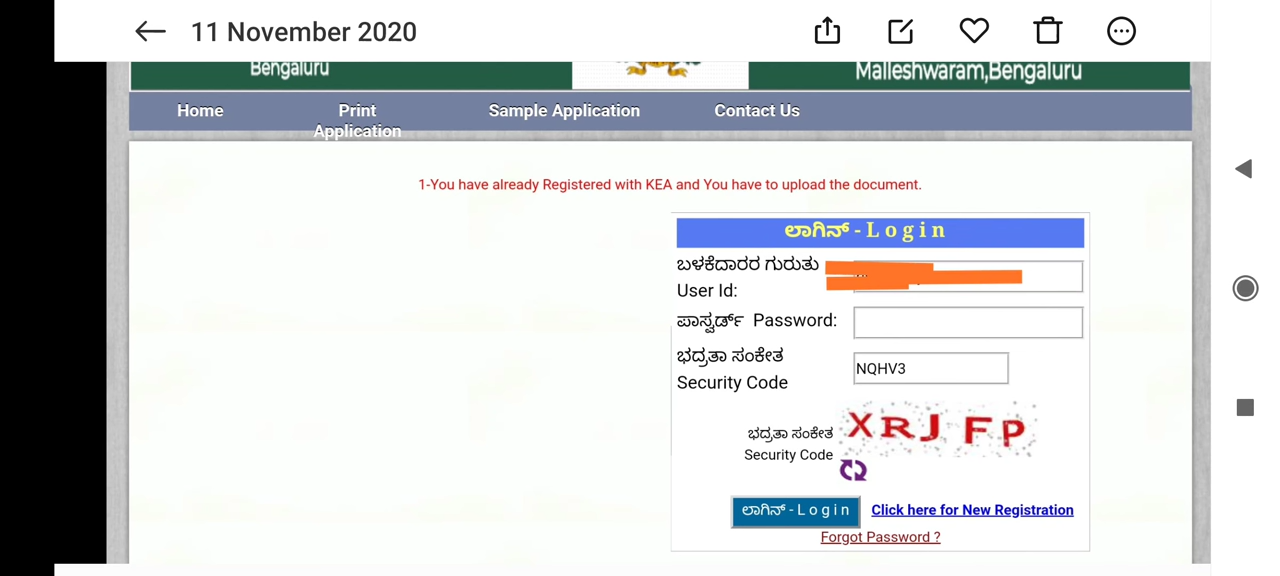 11 November 2020
Bengaluru
Malleshwaram,Bengaluru
Home Print Application Sample Application Contact Us
1-You have already Registered with KEA and You have to upload the document.
ಲಾಗಿನ್ - Login
ಬಳಕೆದಾರರ ಗುರುತು
User Id:
ಪಾಸ್ವರ್ಡ್ Password:
ಭದ್ರತಾ ಸಂಕೇತ
Security Code
NQHV3
ಭದ್ರತಾ ಸಂಕೇತ
Security Code
XRJFP
ಲಾಗಿನ್ - Login Click here for New Registration
Forgot Password ?